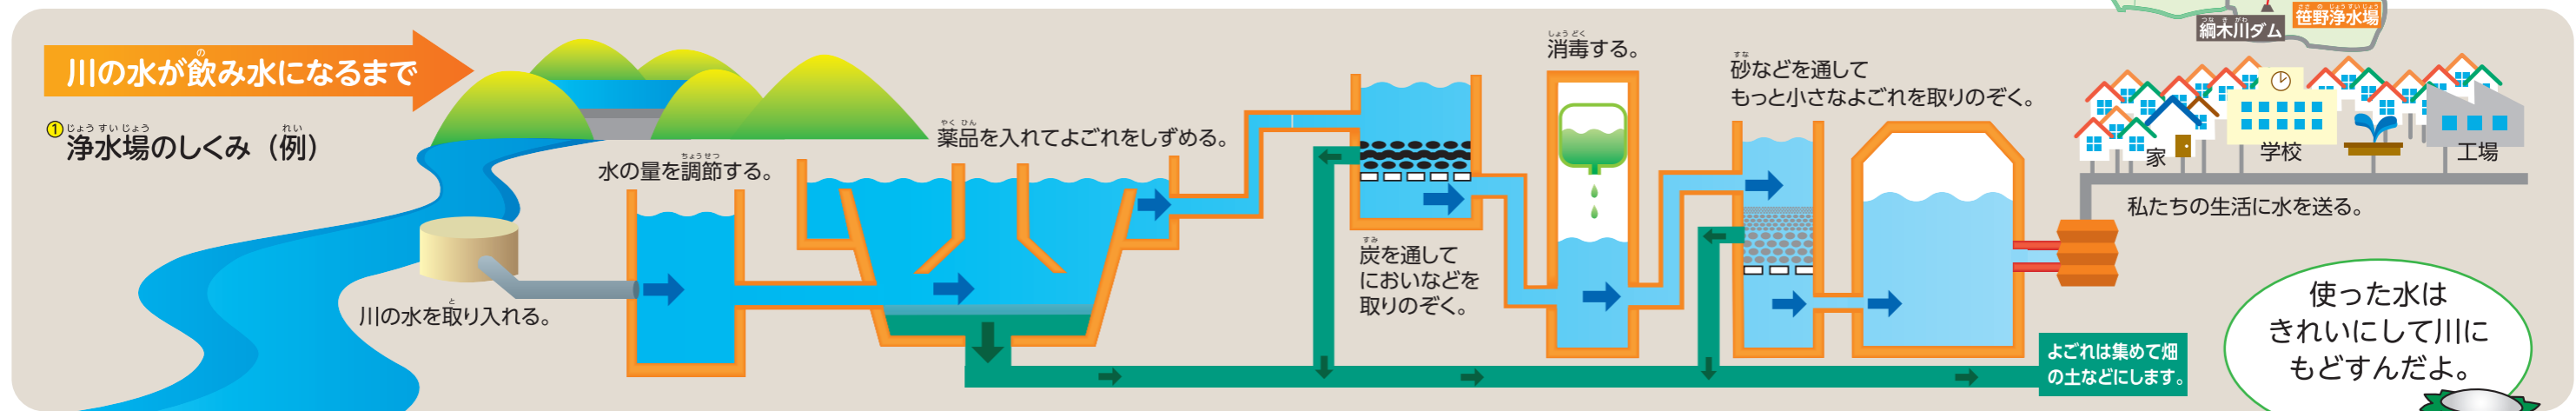 川の水が飲み水になるまで
①浄水場のしくみ（例）
川の水を取り入れる。
水の量を調節する。
薬品を入れてよごれをしずめる。
炭を通して
においなどを
取りのぞく。
消毒する。
砂などを通して
もっと小さなよごれを取りのぞく。
綱木川ダム
笹野浄水場
家
学校
工場
私たちの生活に水を送る。
よごれは集めて畑
の土などにします。
使った水は
きれいにして川に
もどすんだよ。